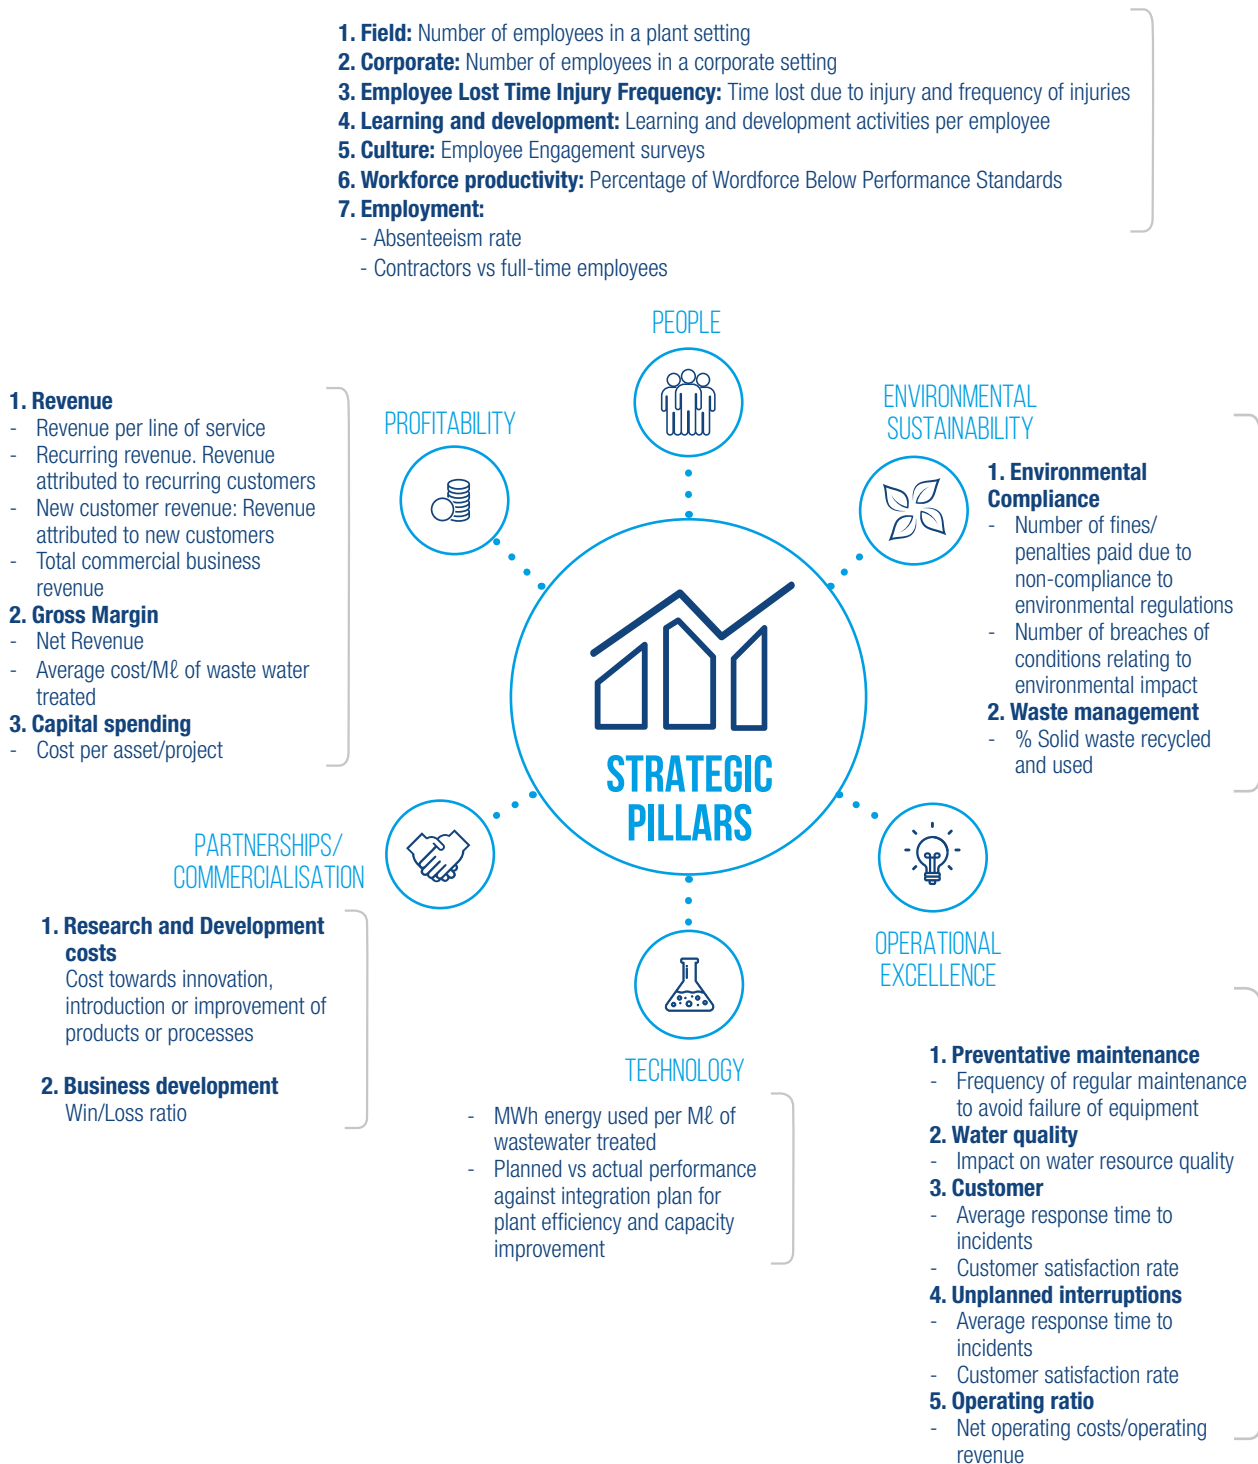 1. Field: Number of employees in a plant setting
2. Corporate: Number of employees in a corporate setting
3. Employee Lost Time Injury Frequency: Time lost due to injury and frequency of injuries
4. Learning and development: Learning and development activities per employee
5. Culture: Employee Engagement surveys
6. Workforce productivity: Percentage of Wordforce Below Performance Standards
7. Employment:
- Absenteeism rate
- Contractors vs full-time employees
PEOPLE
PROFITABILITY
1. Revenue
- Revenue per line of service
- Recurring revenue. Revenue
attributed to recurring customers
- New customer revenue: Revenue
attributed to new customers
- Total commercial business
revenue
2. Gross Margin
- Net Revenue
- Average cost/Mℓ of waste water
treated
3. Capital spending
- Cost per asset/project
ENVIRONMENTAL
SUSTAINABILITY
1. Environmental
Compliance
- Number of fines/
penalties paid due to
non-compliance to
environmental regulations
- Number of breaches of
conditions relating to
environmental impact
2. Waste management
- % Solid waste recycled
and used
STRATEGIC
PILLARS
PARTNERSHIPS/
COMMERCIALISATION
1. Research and Development
costs
Cost towards innovation,
introduction or improvement of
products or processes
2. Business development
Win/Loss ratio
TECHNOLOGY
- MWh energy used per Mℓ of
wastewater treated
- Planned vs actual performance
against integration plan for
plant efficiency and capacity
improvement
OPERATIONAL
EXCELLENCE
1. Preventative maintenance
- Frequency of regular maintenance
to avoid failure of equipment
2. Water quality
- Impact on water resource quality
3. Customer
- Average response time to
incidents
- Customer satisfaction rate
4. Unplanned interruptions
- Average response time to
incidents
- Customer satisfaction rate
5. Operating ratio
- Net operating costs/operating
revenue